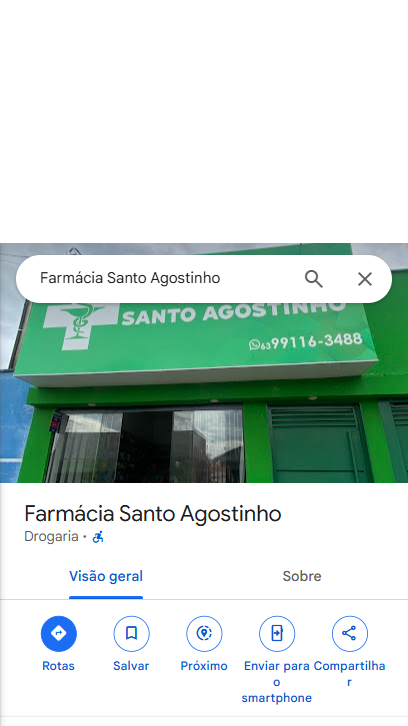 Farmácia Santo Agostinho
SANTO AGOSTINHO
63 99116-3488
Farmácia Santo Agostinho
Drogaria ·
Visão geral
Sobre
Rotas
Salvar
Próximo
Enviar para
o
smartphone
Compartilha
r